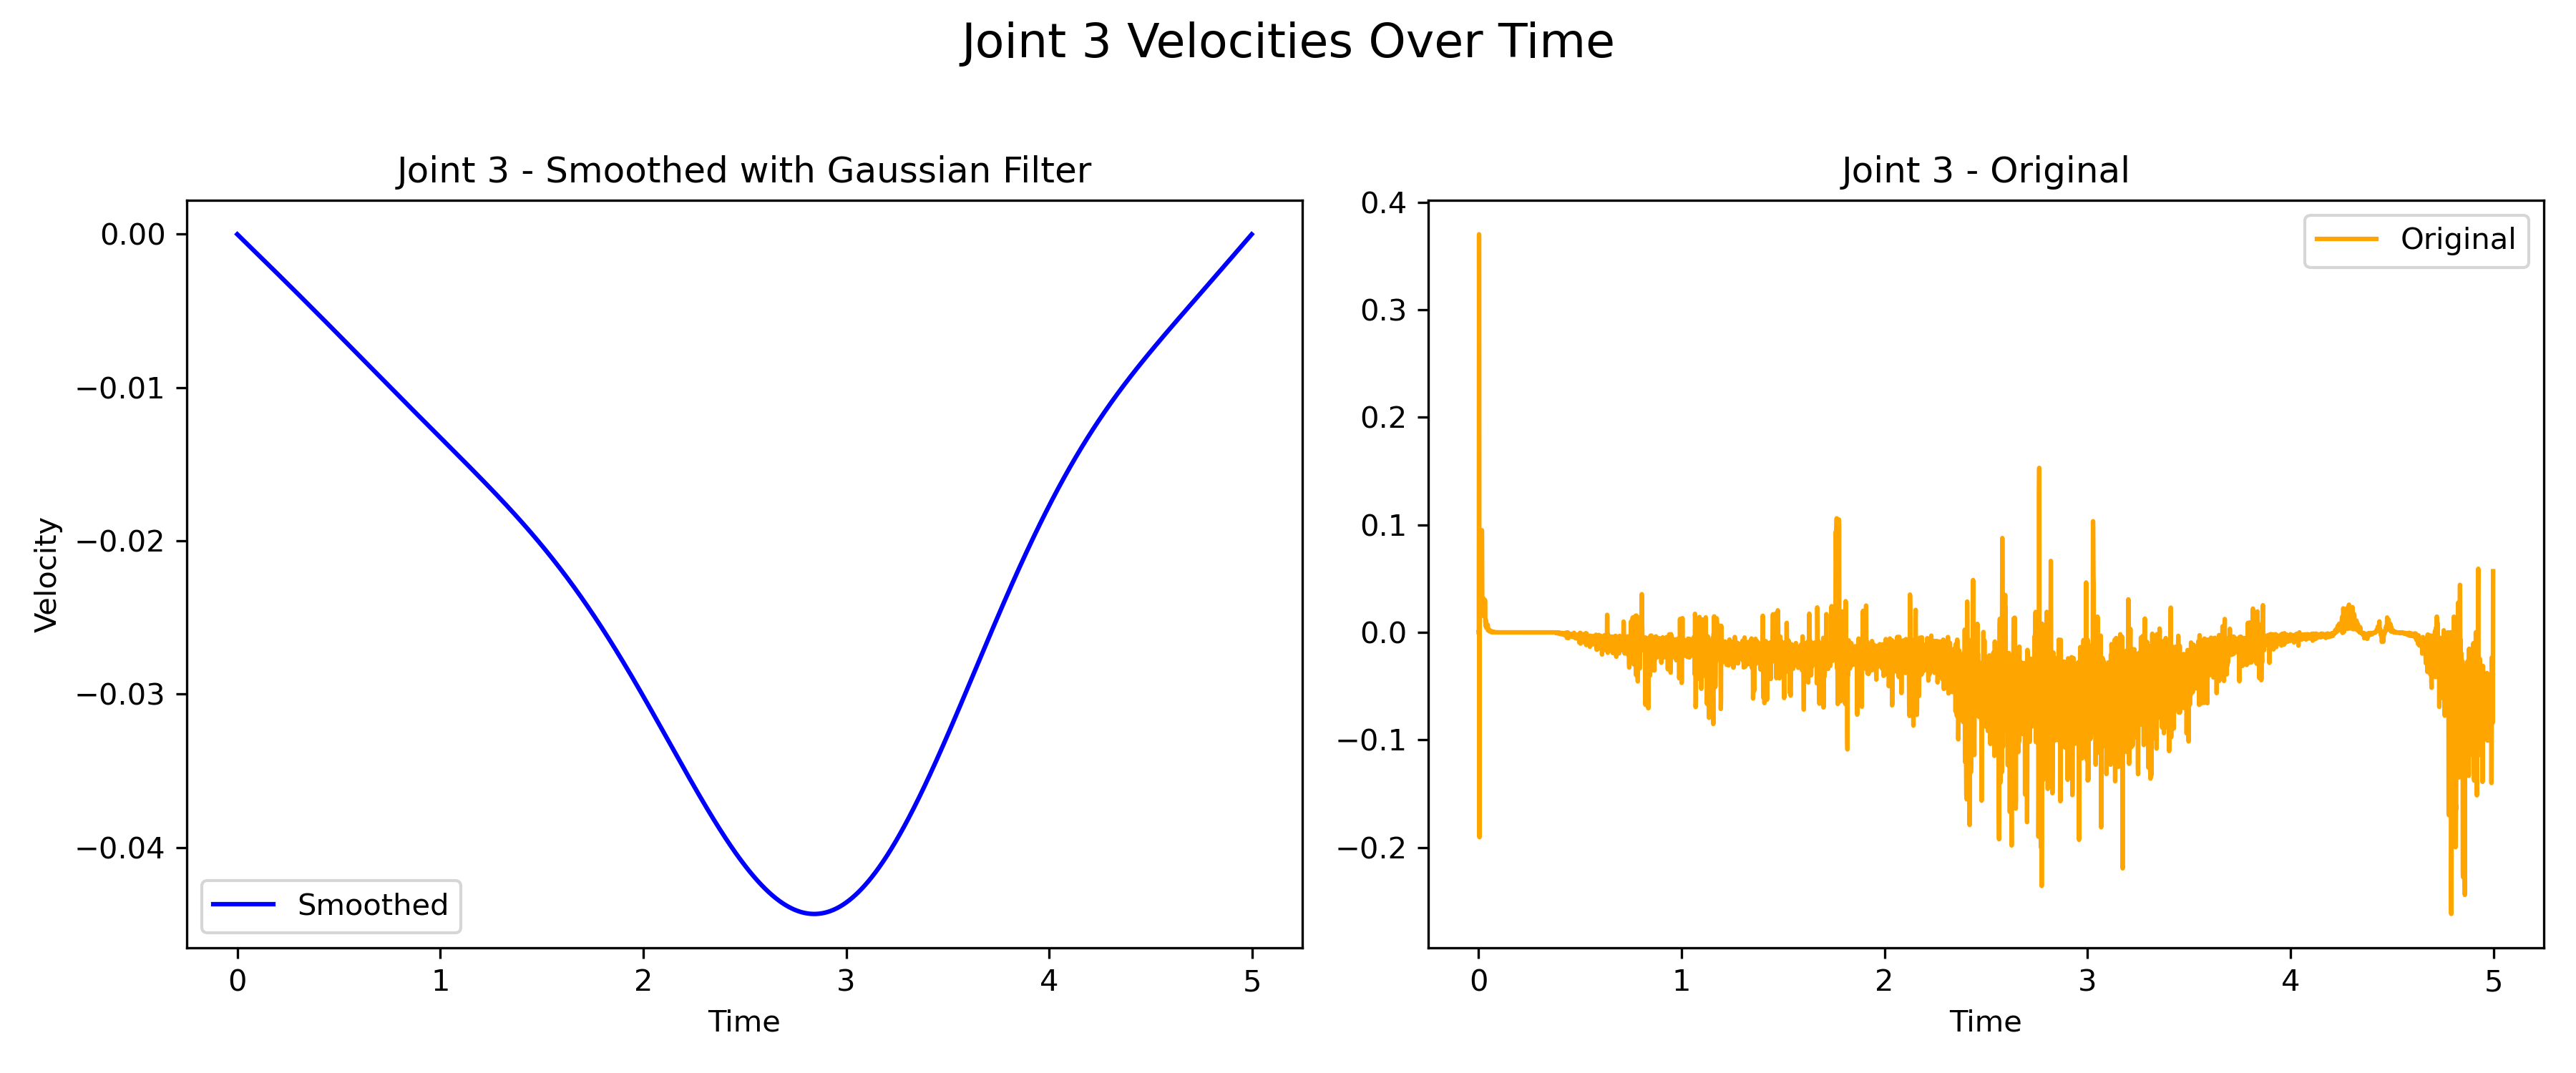 Joint 3 Velocities Over Time
Joint 3 - Smoothed with Gaussian Filter
0.00
−0.01
−0.02
−0.03
−0.04
Velocity
Smoothed
0 1 2 3 4 5
Time
Joint 3 - Original
0.4
0.3
0.2
0.1
0.0
−0.1
−0.2
Original
0 1 2 3 4 5
Time